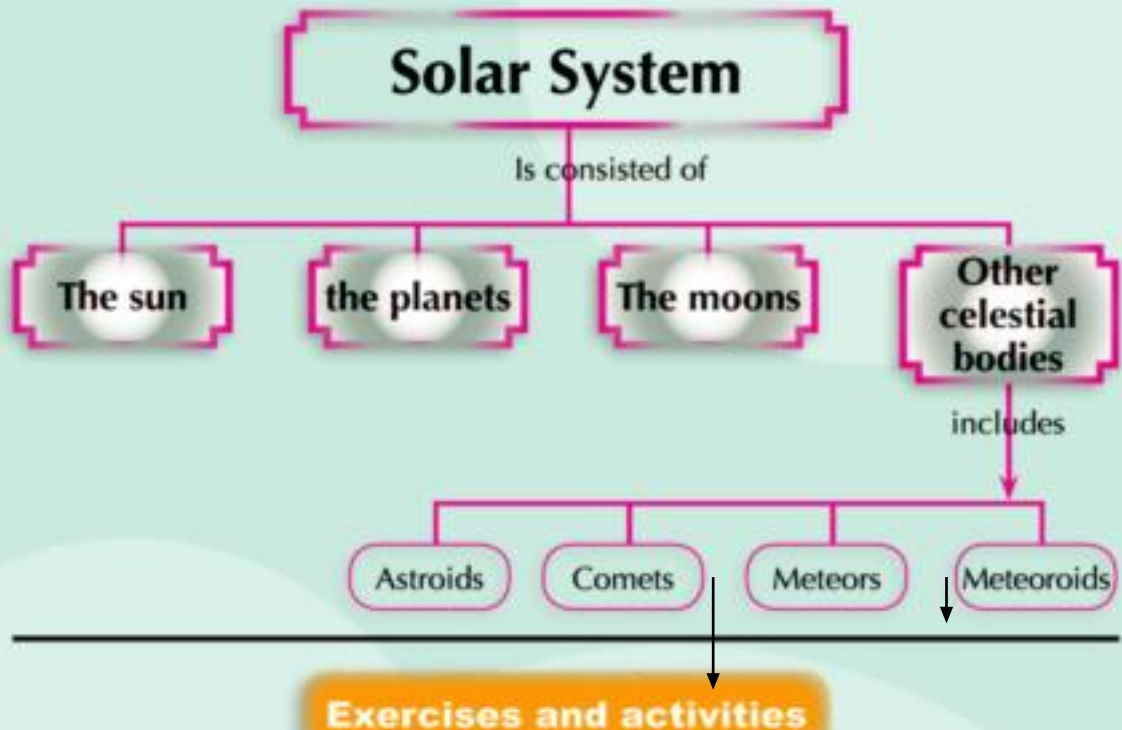 Solar System
Is consisted of
The sun
the planets
The moons
Other
celestial
bodies
includes
Astroids
Comets
Meteors
Meteoroids
Exercises and activities